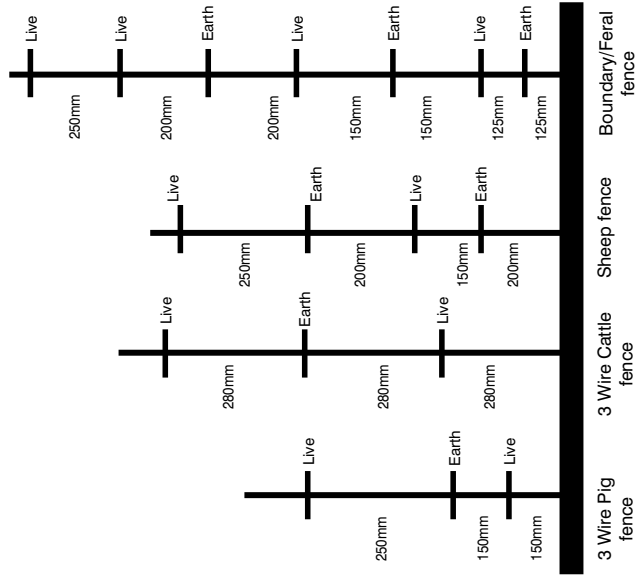 Live
250mm
Earth
150mm
Live
150mm
3 Wire Pig
fence
Live
280mm
Earth
280mm
Live
280mm
3 Wire Cattle
fence
Live
250mm
Earth
200mm
Live
150mm
Earth
200mm
Sheep fence
Live
250mm
Live
200mm
Earth
200mm
Live
150mm
Earth
150mm
Live
125mm
Earth
125mm
Boundary/Feral
fence